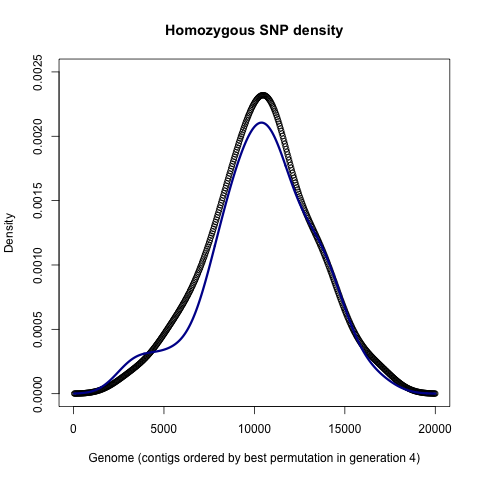 Homozygous SNP density
Density
0.0025
0.0020
0.0015
0.0010
0.0005
0.0000
0 5000 10000 15000 20000
Genome (contigs ordered by best permutation in generation 4)